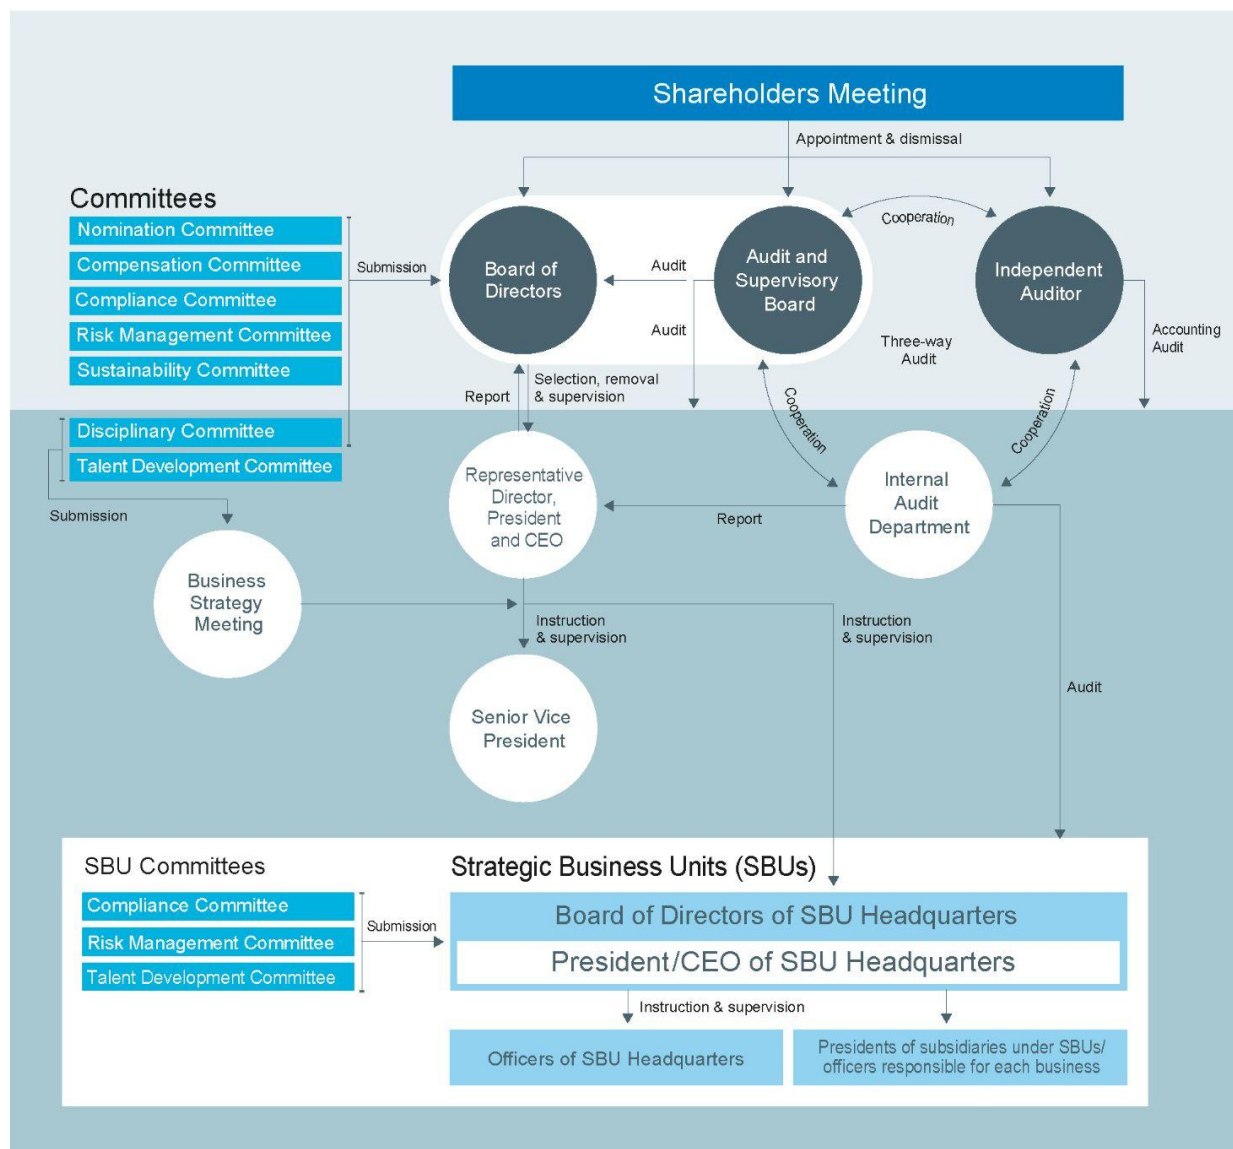 Shareholders Meeting
Appointment & dismissal
Committees
Nomination Committee
Compensation Committee
Compliance Committee
Risk Management Committee
Sustainability Committee
Disciplinary Committee
Talent Development Committee
Submission
Submission
Board of
Directors
Audit
Audit
Audit and
Supervisory
Board
Cooperation
Independent
Auditor
Three-way
Audit
Accounting
Audit
Report
Selection, removal
& supervision
Cooperation
Cooperation
Representative
Director,
President
and CEO
Report
Internal
Audit
Department
Business
Strategy
Meeting
Instruction
& supervision
Instruction
& supervision
Audit
Senior Vice
President
SBU Committees
Compliance Committee
Risk Management Committee
Talent Development Committee
Submission
Strategic Business Units (SBUs)
Board of Directors of SBU Headquarters
President/CEO of SBU Headquarters
Instruction & supervision
Officers of SBU Headquarters
Presidents of subsidiaries under SBUs/
officers responsible for each business